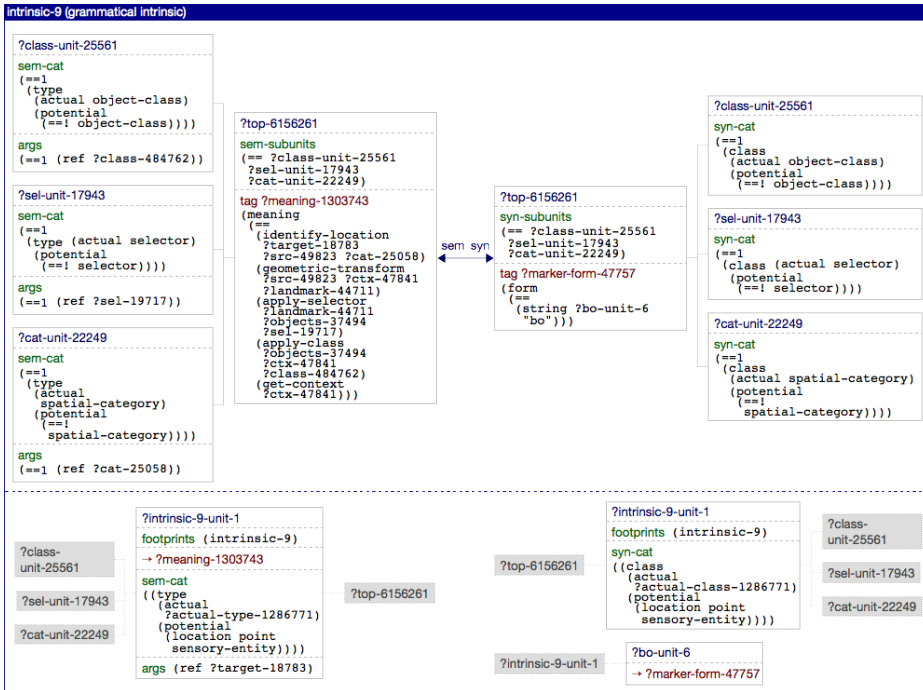 intrinsic-9 (grammatical intrinsic)
?class-unit-25561
sem-cat
(==1
(type
(actual object-class)
(potential
(==! object-class))))
args
(==1 (ref ?class-484762))
?sel-unit-17943
sem-cat
(==1
(type (actual selector)
(potential
(==! selector))))
args
(==1 (ref ?sel-19717))
?cat-unit-22249
sem-cat
(==1
(type
(actual
spatial-category)
(potential
(==!
spatial-category))))
args
(==1 (ref ?cat-25058))
?top-6156261
sem-subunits
(== ?class-unit-25561
?sel-unit-17943
?cat-unit-22249)
tag ?meaning-1303743
(meaning
(==
(identify-location
?target-18783
?src-49823 ?cat-25058)
(geometric-transform
?src-49823 ?ctx-47841
?landmark-44711)
(apply-selector
?landmark-44711
?objects-37494
?sel-19717)
(apply-class
?objects-37494
?ctx-47841
?class-484762)
(get-context
?ctx-47841)))
sem syn
?top-6156261
syn-subunits
(== ?class-unit-25561
?sel-unit-17943
?cat-unit-22249)
tag ?marker-form-47757
(form
(==
(string ?bo-unit-6
"bo")))
?class-unit-25561
syn-cat
(==1
(class
(actual object-class)
(potential
(==! object-class))))
?sel-unit-17943
syn-cat
(==1
(class (actual selector)
(potential
(==! selector))))
?cat-unit-22249
syn-cat
(==1
(class
(actual spatial-category)
(potential
(==!
spatial-category))))
?class-
unit-25561
?sel-unit-17943
?cat-unit-22249
?intrinsic-9-unit-1
footprints (intrinsic-9)
→ ?meaning-1303743
sem-cat
((type
(actual
?actual-type-1286771)
(potential
(location point
sensory-entity))))
args (ref ?target-18783)
?top-6156261
?top-6156261
?intrinsic-9-unit-1
footprints (intrinsic-9)
syn-cat
((class
(actual
?actual-class-1286771)
(potential
(location point
sensory-entity))))
?class-
unit-25561
?sel-unit-17943
?cat-unit-22249
?intrinsic-9-unit-1
?bo-unit-6
→ ?marker-form-47757